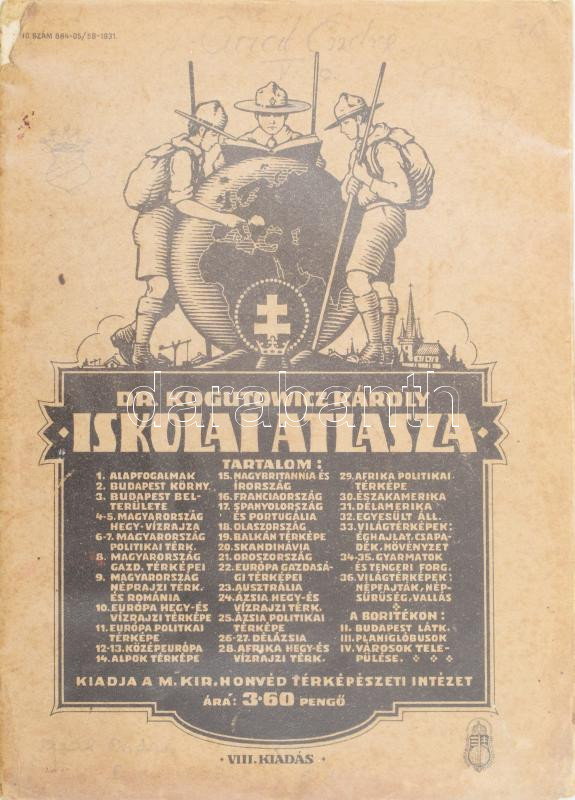 10 SZÁM 884-05/58-1931.
DR. KOGUTOWICZ KÁROLY
ISKOLAI ATLASZA
TARTALOM:
1. ALAPFOGALMAK
2. BUDAPEST KÖRNY.
3. BUDAPEST BEL-
TERÜLETE
4-5. MAGYARORSZÁG
HEGY-VÍZRAJZA
6-7. MAGYARORSZÁG
POLITIKAI TÉRK.
8. MAGYARORSZÁG
GAZD. TÉRKÉPEI
9. MAGYARORSZÁG
NÉPRAJZI TÉRK.
ÉS ROMÁNIA
10. EURÓPA HEGY-ÉS
VÍZRAJZI TÉRKÉPE
11. EURÓPA POLITKAI
TÉRKÉPE
12-13. KÖZÉPEURÓPA
14. ALPOK TÉRKÉPE
15. NAGYBRITANNIA ÉS
ÍRORSZÁG
16. FRANCIAORSZÁG
17. SPANYOLORSZÁG
ÉS PORTUGÁLIA
18. OLASZORSZÁG
19. BALKÁN TÉRKÉPE
20. SKANDINÁVIA
21. OROSZORSZÁG
22. EURÓPA GAZDASÁ-
GI TÉRKÉPEI
23. AUSZTRÁLIA
24. ÁZSIA HEGY-ÉS
VÍZRAJZI TÉRK.
25. ÁZSIA POLITIKAI
TÉRKÉPE
26-27. DÉLÁZSIA
28. AFRIKA HEGY-ÉS
VÍZRAJZI TÉRK.
29. AFRIKA POLITIKAI
TÉRKÉPE
30. ÉSZAKAMERIKA
31. DÉLAMERIKA
32. EGYESÜLT ÁLL.
33. VILÁGTÉRKÉPEK:
ÉGHAJLAT, CSAPA-
DÉK, NÖVÉNYZET
34-35. GYARMATOK
ÉS TENGERI FORG.
36. VILÁGTÉRKÉPEK:
NÉPFAJTÁK, NÉP-
SŰRŰSÉG, VALLÁS
A BORITÉKON:
II. BUDAPEST LÁTK.
III. PLANIGLÓBUSOK
IV. VÁROSOK TELE-
PÜLÉSE.
KIADJA A M. KIR. HONVÉD TÉRKÉPÉSZETI INTÉZET
ÁRA: 3·60 PENGŐ
VIII. KIADÁS
darabanth